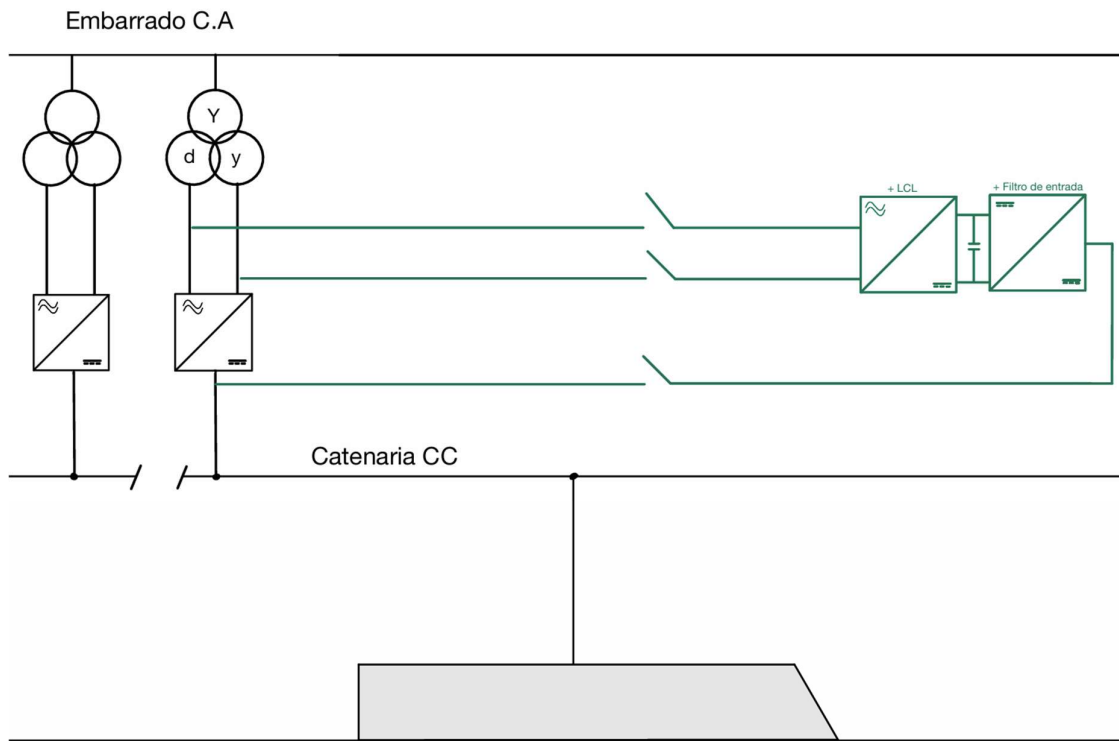 Embarrado C.A
Y
d
y
+ LCL
+ Filtro de entrada
Catenaria CC